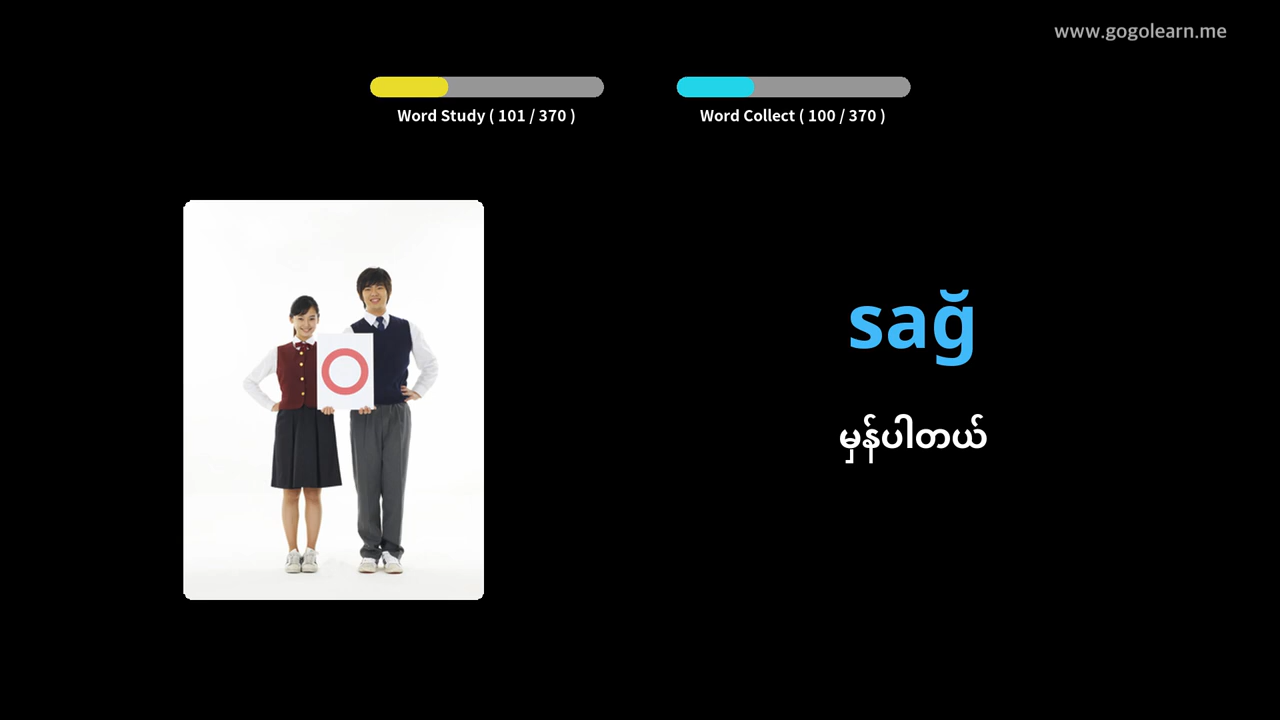 www.gogolearn.me
Word Study ( 101 / 370 )
Word Collect ( 100 / 370 )
sağ
မှန်ပါတယ်